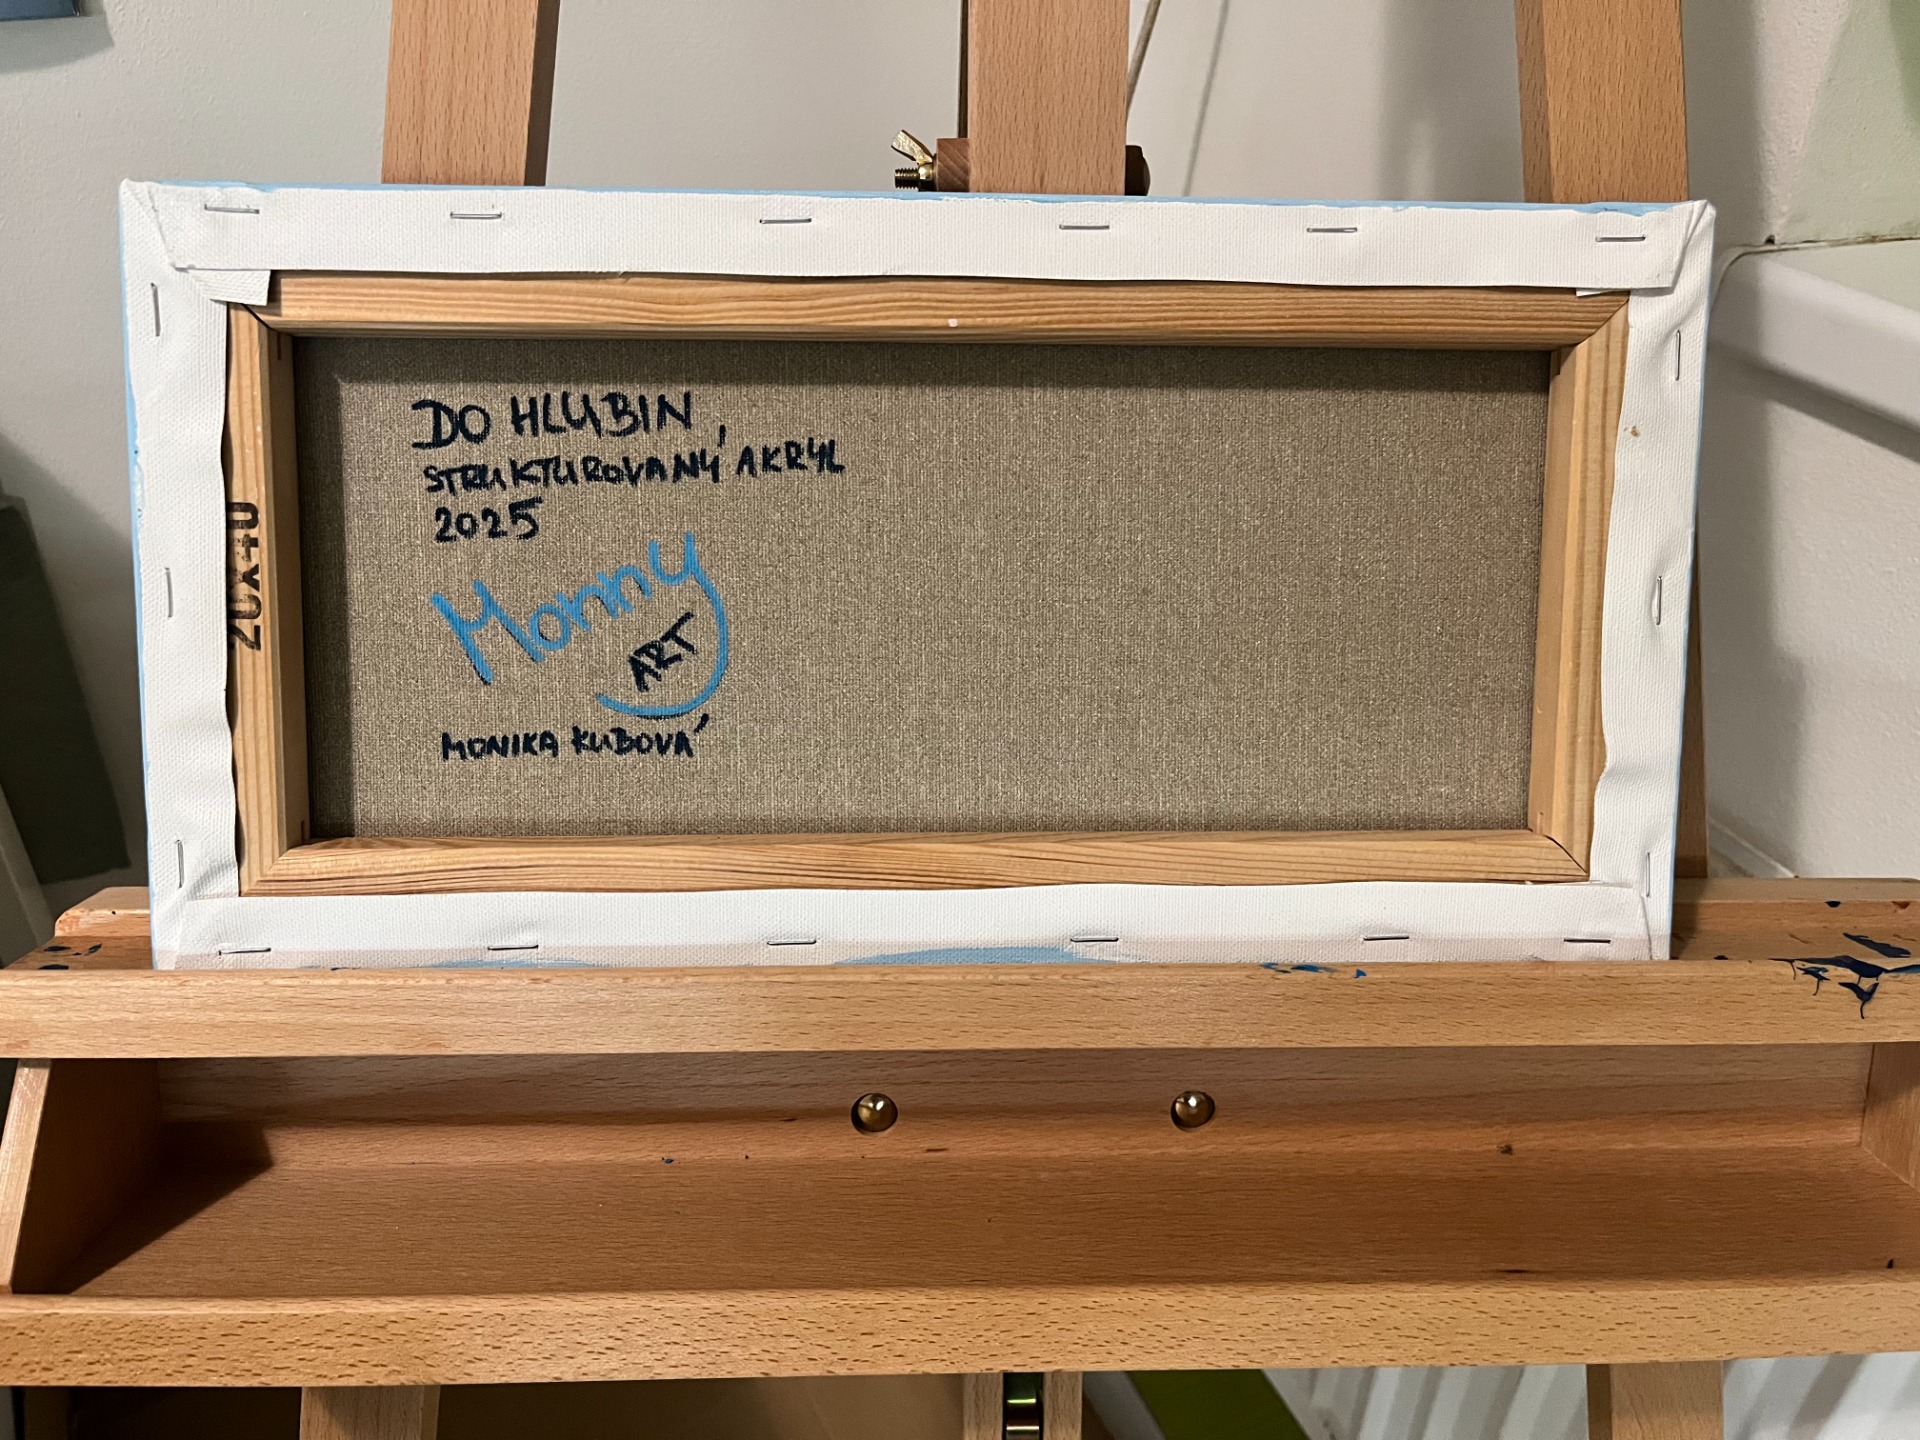 DO HLUBIN,
STRUKTUROVANÝ AKRYL
2025
Monny
ART
MONIKA KUBOVÁ
20x40